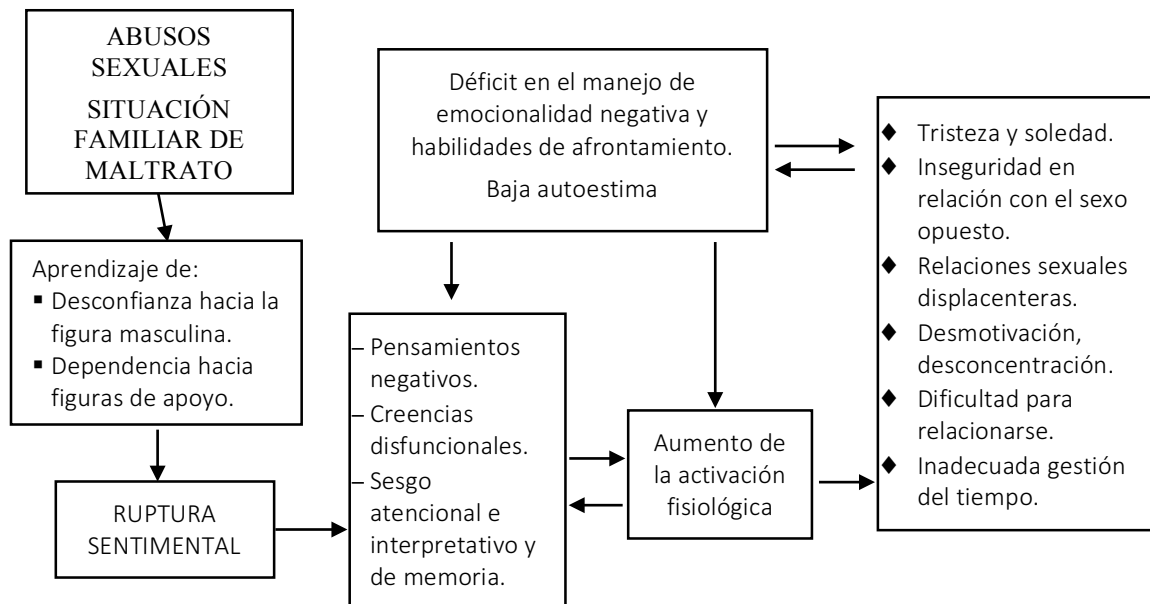 ABUSOS
SEXUALES
SITUACIÓN
FAMILIAR DE
MALTRATO
Aprendizaje de:
▪ Desconfianza hacia la
figura masculina.
▪ Dependencia hacia
figuras de apoyo.
RUPTURA
SENTIMENTAL
Déficit en el manejo de
emocionalidad negativa y
habilidades de afrontamiento.
Baja autoestima
– Pensamientos
negativos.
– Creencias
disfuncionales.
– Sesgo
atencional e
interpretativo y
de memoria.
Aumento de
la activación
fisiológica
◆ Tristeza y soledad.
◆ Inseguridad en
relación con el sexo
opuesto.
◆ Relaciones sexuales
displacenteras.
◆ Desmotivación,
desconcentración.
◆ Dificultad para
relacionarse.
◆ Inadecuada gestión
del tiempo.